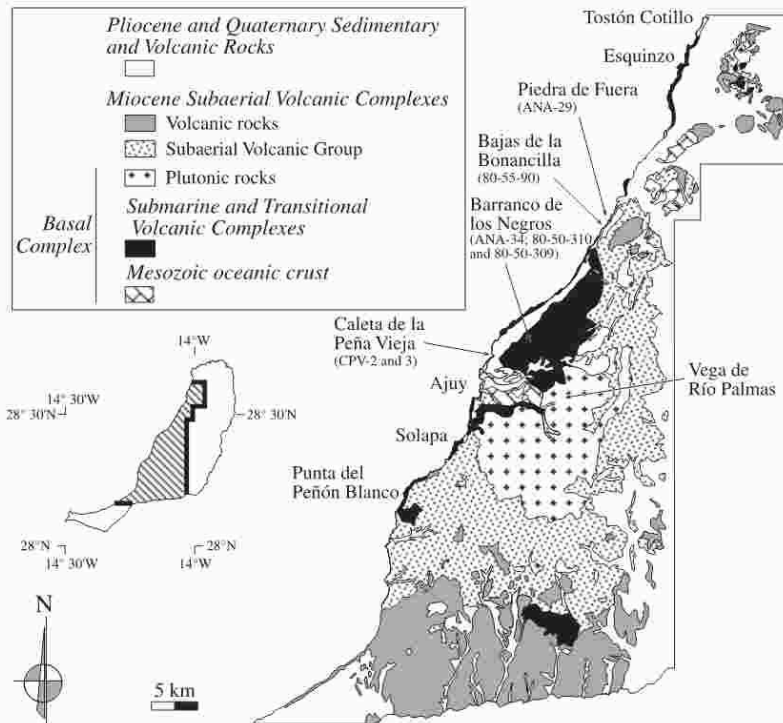 Pliocene and Quaternary Sedimentary
and Volcanic Rocks
Miocene Subaerial Volcanic Complexes
Volcanic rocks
Subaerial Volcanic Group
Plutonic rocks
Basal
Complex
Submarine and Transitional
Volcanic Complexes
Mesozoic oceanic crust
Tostón Cotillo
Esquinzo
Piedra de Fuera
(ANA-29)
Bajas de la
Bonancilla
(80-55-90)
Barranco de
los Negros
(ANA-34; 80-50-310
and 80-50-309)
Caleta de la
Peña Vieja
(CPV-2 and 3)
Ajuy
Vega de
Río Palmas
Solapa
Punta del
Peñón Blanco
14°W
14° 30'W
28° 30'N
28° 30'N
28°N
14° 30'W
28°N
14°W
N
5 km